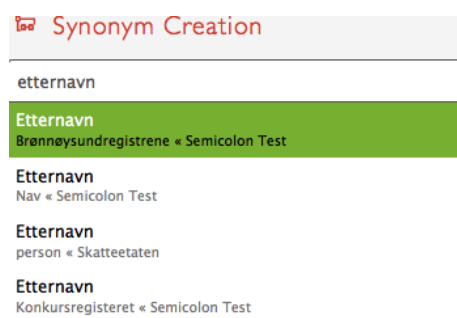 Synonym Creation
etternavn
Etternavn
Brønnøysundregistrene « Semicolon Test
Etternavn
Nav « Semicolon Test
Etternavn
person « Skatteetaten
Etternavn
Konkursregisteret « Semicolon Test